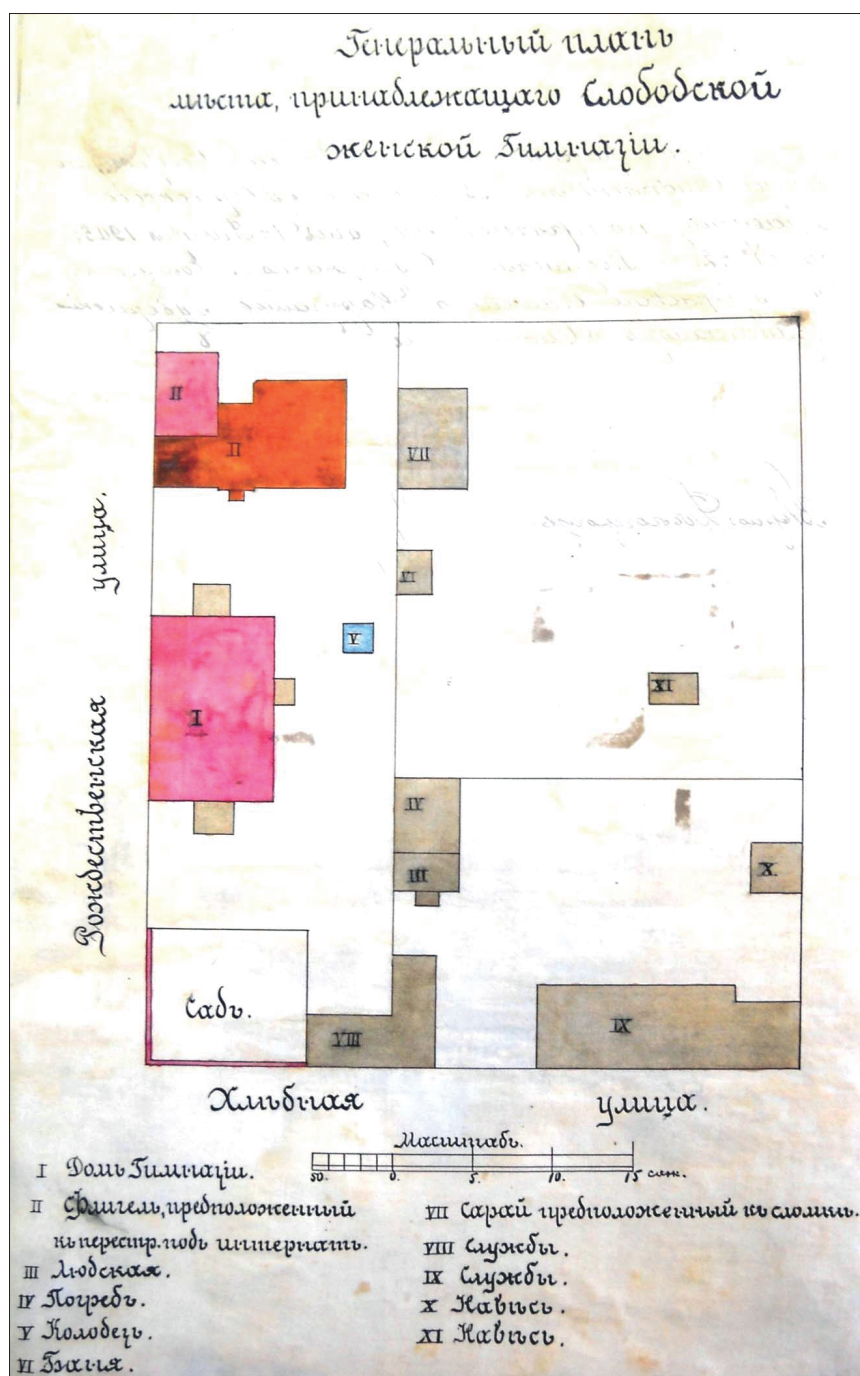 Генеральный планъ
мѣста, принадлежащаго Слободской
женской Гимназіи.
II
II
VII
VI
V
I
XI
IV
III
X.
Садъ.
VIII
IX
Рождественская улица.
Хлѣбная улица.
Масштабъ.
50. 0. 5. 10. 15 саж.
I Домъ Гимназіи.
II Флигель, предположенный
къ перестр. подъ интернатъ.
III Людская.
IV Погребъ.
V Колодезь.
VI Баня.
VII Сарай предположенный къ сломкѣ.
VIII Службы.
IX Службы.
X Навѣсъ.
XI Навѣсъ.